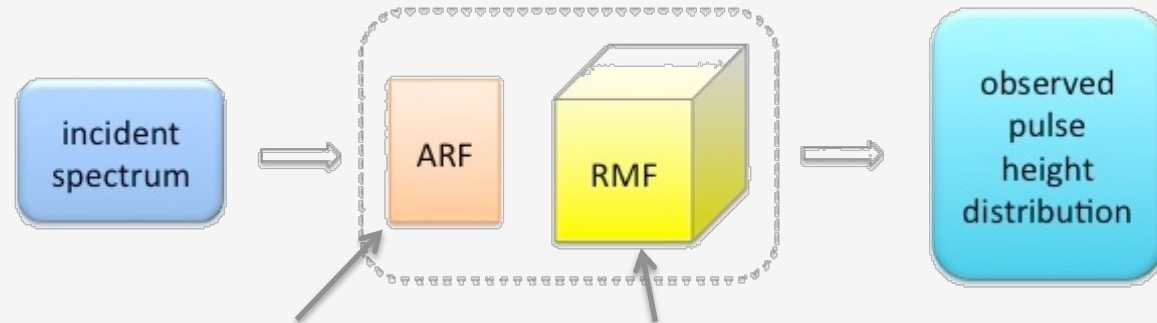 incident
spectrum
ARF
RMF
observed
pulse
height
distribution